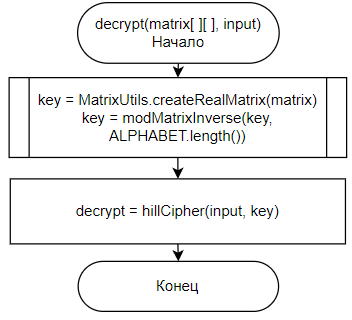 decrypt(matrix[ ][ ], input)
Начало
key = MatrixUtils.createRealMatrix(matrix)
key = modMatrixInverse(key,
ALPHABET.length())
decrypt = hillCipher(input, key)
Конец